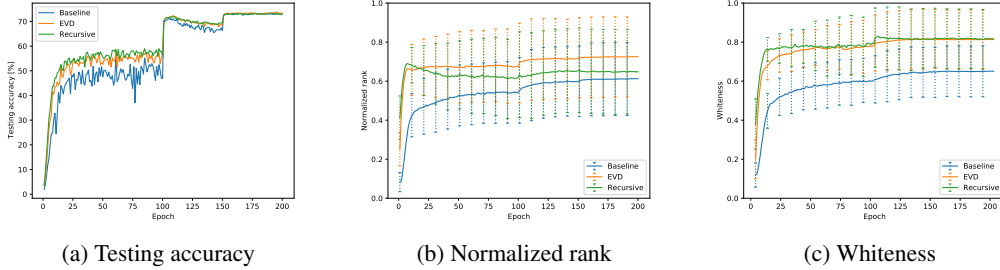 Baseline
EVD
Recursive
Testing accuracy [%]
70
60
50
40
30
20
10
0
0 25 50 75 100 125 150 175 200
Epoch
(a) Testing accuracy
1.0
0.8
0.6
0.4
0.2
0.0
Normalized rank
Baseline
EVD
Recursive
0 25 50 75 100 125 150 175 200
Epoch
(b) Normalized rank
1.0
0.8
0.6
0.4
0.2
0.0
Whiteness
Baseline
EVD
Recursive
0 25 50 75 100 125 150 175 200
Epoch
(c) Whiteness